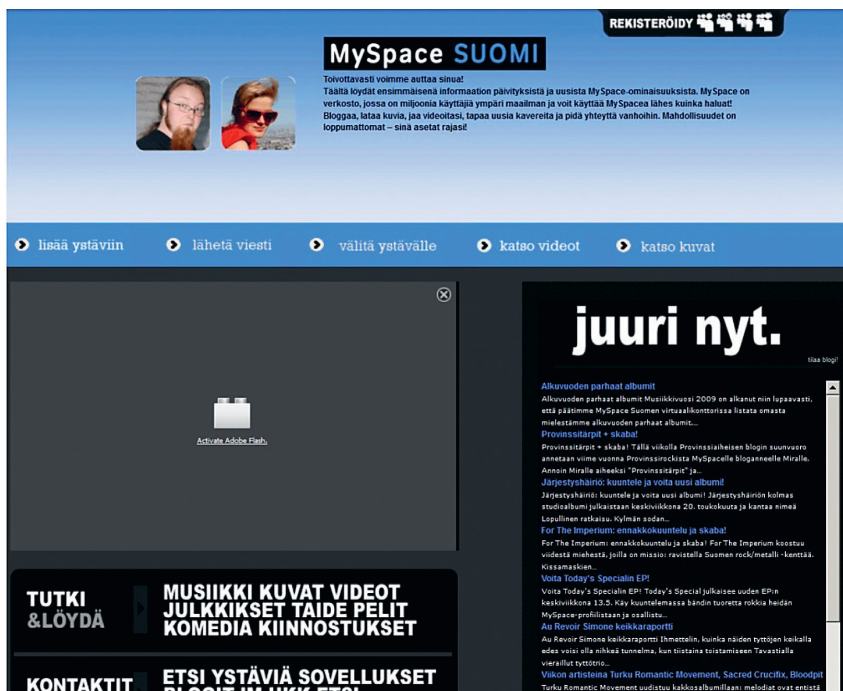 REKISTERÖIDY
MySpace SUOMI
Toivottavasti voimme auttaa sinua!
Täältä löydät ensimmäisenä informaation päivityksistä ja uusista MySpace-ominaisuuksista. MySpace on
verkosto, jossa on miljoonia käyttäjiä ympäri maailman ja voit käyttää MySpacea lähes kuinka haluat!
Bloggaa, lataa kuvia, jaa videoitasi, tapaa uusia kavereita ja pidä yhteyttä vanhoihin. Mahdollisuudet on
loppumattomat – sinä asetat rajasi!
lisää ystäviin
lähetä viesti
välitä ystävälle
katso videot
katso kuvat
Activate Adobe Flash.
TUTKI
&LÖYDÄ
MUSIIKKI KUVAT VIDEOT
JULKKIKSET TAIDE PELIT
KOMEDIA KIINNOSTUKSET
KONTAKTIT
ETSI YSTÄVIÄ SOVELLUKSET
juuri nyt.
tilaa blogi!
Alkuvuoden parhaat albumit
Alkuvuoden parhaat albumit Musiikkivuosi 2009 on alkanut niin lupaavasti,
että päätimme MySpace Suomen virtuaalikonttorissa listata omasta
mielestämme alkuvuoden parhaat albumit...
Provinssitärpit + skaba!
Provinssitärpit + skaba! Tällä viikolla Provinssiaiheisen blogin suunvuoro
annetaan viime vuonna Provinssirockista MySpacelle bloganneelle Miralle.
Annoin Miralle aiheeksi "Provinssitärpit" ja...
Järjestyshäiriö: kuuntele ja voita uusi albumi!
Järjestyshäiriö: kuuntele ja voita uusi albumi! Järjestyshäiriön kolmas
studioalbumi julkaistaan keskiviikkona 20. toukokuuta ja kantaa nimeä
Lopullinen ratkaisu. Kylmän sodan...
For The Imperium: ennakkokuuntelu ja skaba!
For The Imperium: ennakkokuuntelu ja skaba! For The Imperium koostuu
viidestä miehestä, joilla on missio: ravistella Suomen rock/metalli -kenttää.
Kissamaskien...
Voita Today's Specialin EP!
Voita Today's Specialin EP! Today's Special julkaisee uuden EP:n
keskiviikkona 13.5. Käy kuuntelemassa bändin tuoretta rokkia heidän
MySpace-profiilistaan ja osallistu...
Au Revoir Simone keikkaraportti
Au Revoir Simone keikkaraportti Ihmettelin, kuinka näiden tyttöjen keikalla
edes voisi olla nihkeä tunnelma, kun tiistaina toistamiseen Tavastialla
vieraillut tyttötrio...
Viikon artisteina Turku Romantic Movement, Sacred Crucifix, Bloodpit
Turku Romantic Movement uudistuu kakkosalbumillaan: melodiat ovat entistä